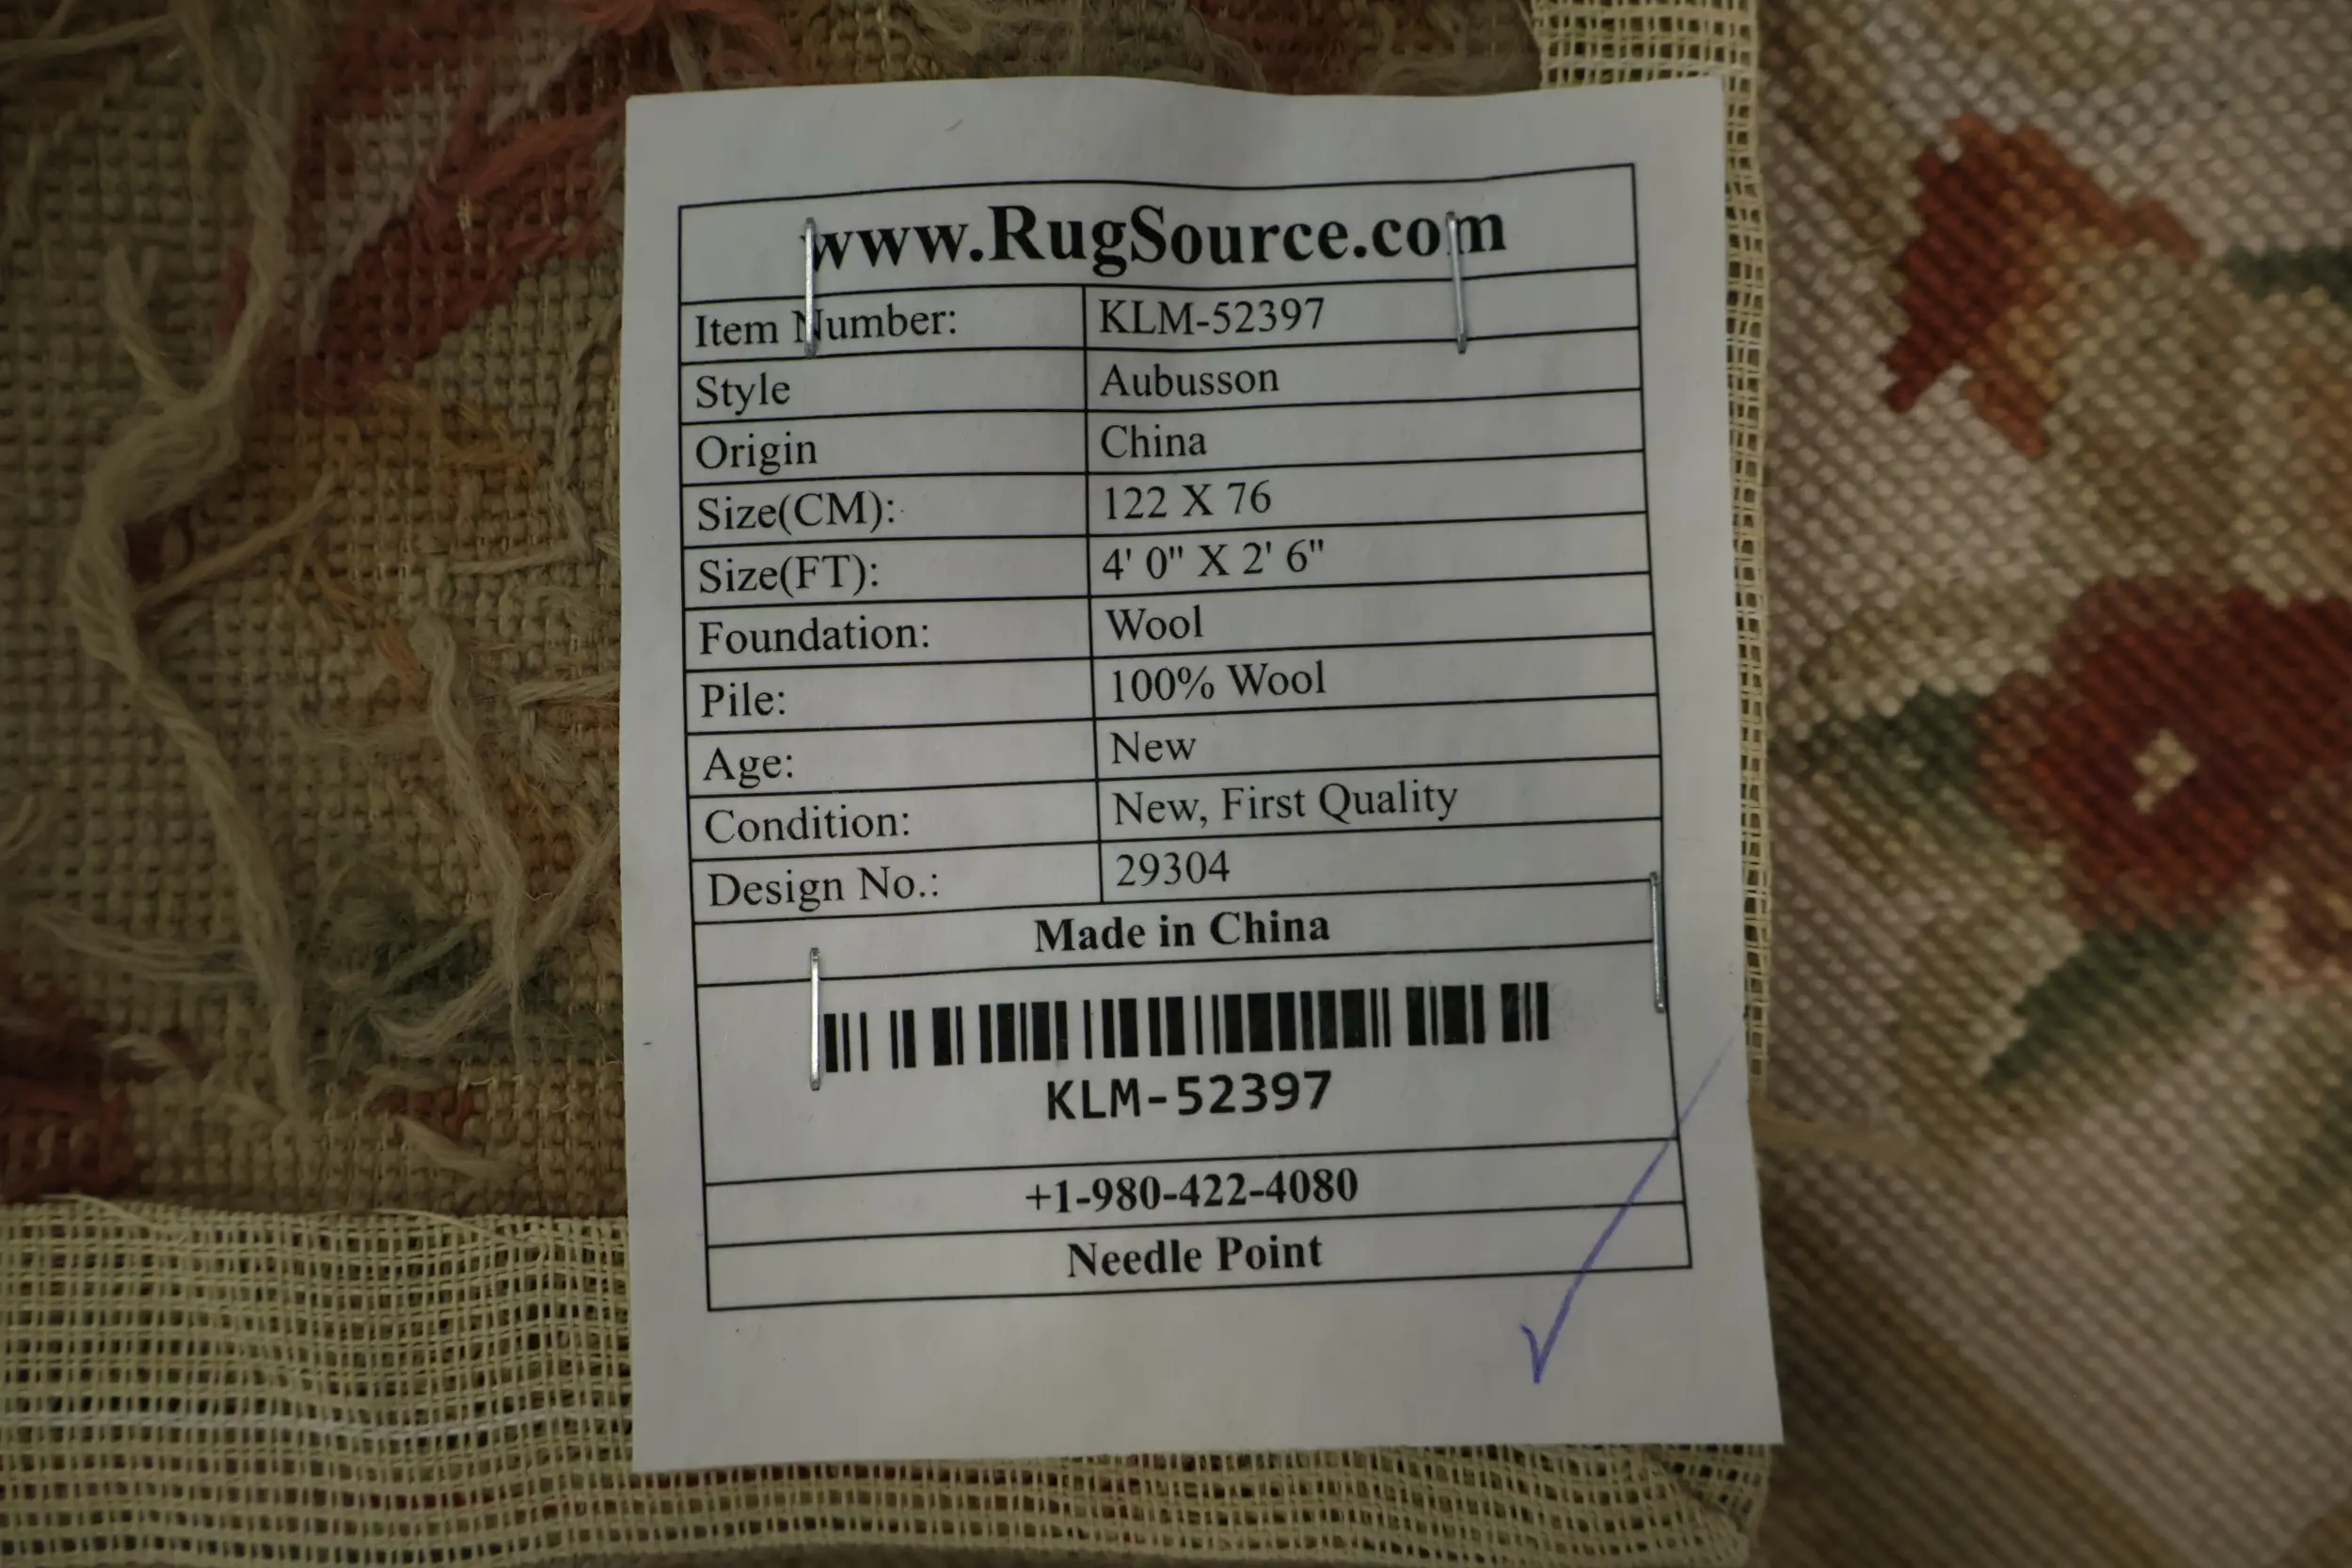 www.RugSource.com
Item Number: KLM-52397
Style Aubusson
Origin China
Size(CM): 122 X 76
Size(FT): 4' 0" X 2' 6"
Foundation: Wool
Pile: 100% Wool
Age: New
Condition: New, First Quality
Design No.: 29304
Made in China
KLM-52397
+1-980-422-4080
Needle Point